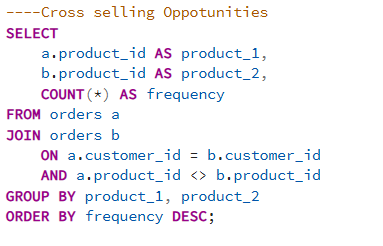 ----Cross selling Oppotunities
SELECT
    a.product_id AS product_1,
    b.product_id AS product_2,
    COUNT(*) AS frequency
FROM orders a
JOIN orders b
    ON a.customer_id = b.customer_id
    AND a.product_id <> b.product_id
GROUP BY product_1, product_2
ORDER BY frequency DESC;